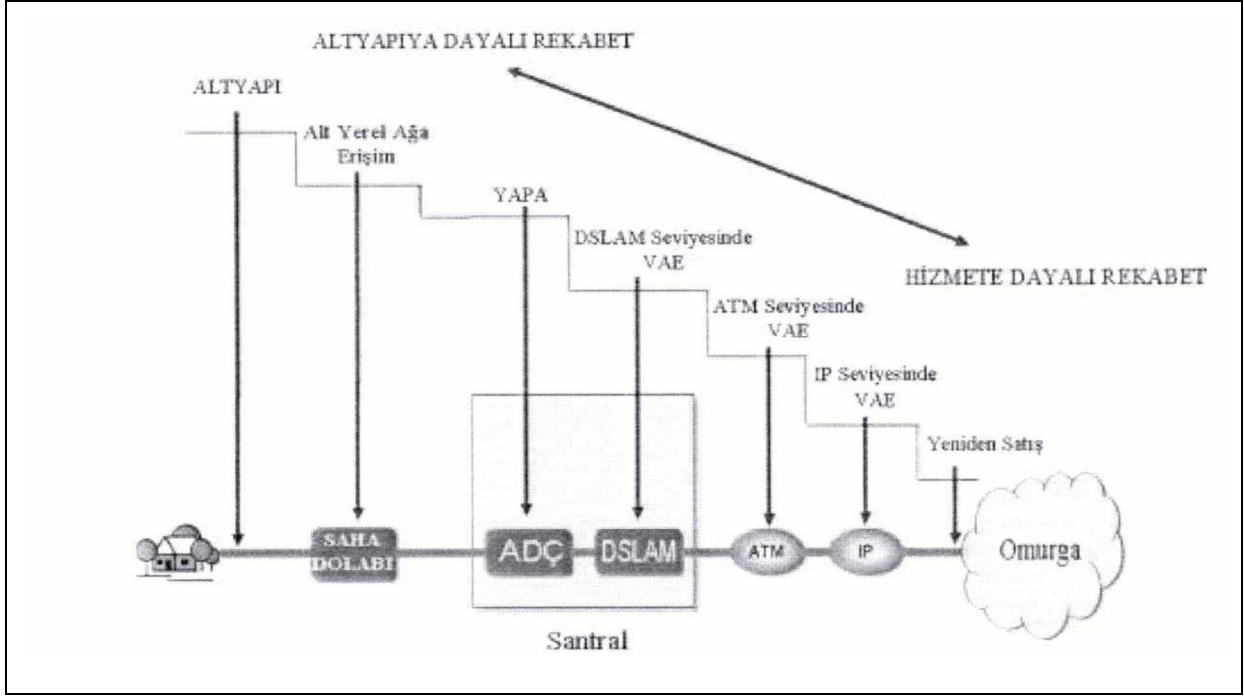 ALTYAPIYA DAYALI REKABET
ALTYAPI
Alt Yerel Ağa
Erişim
YAPA
DSLAM Seviyesinde
VAE
HİZMETE DAYALI REKABET
ATM Seviyesinde
VAE
IP Seviyesinde
VAE
Yeniden Satış
SAHA
DOLABI
ADÇ
DSLAM
ATM
IP
Omurga
Santral